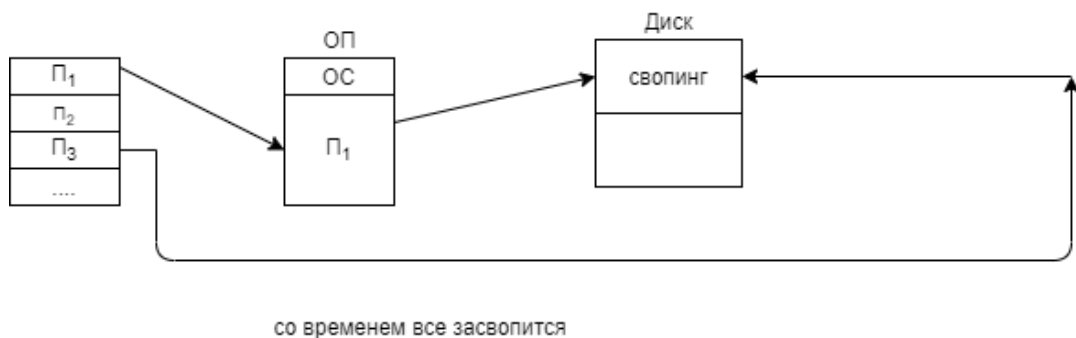 П1
П2
П3
....
ОП
ОС
П1
Диск
свопинг
со временем все засвопится